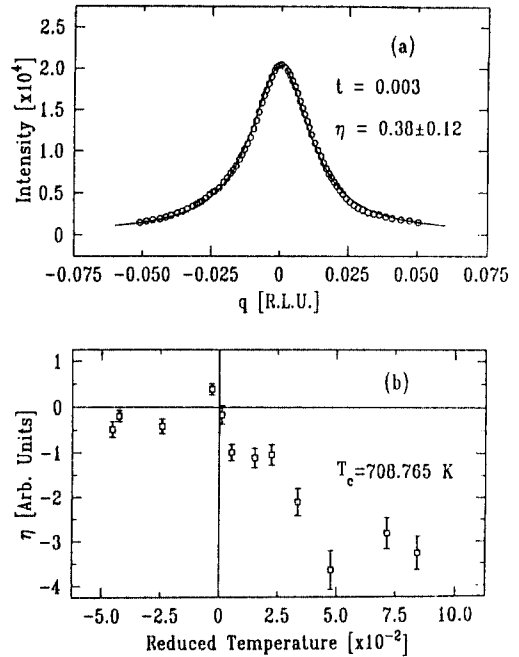 (a)
2.0
1.5
1.0
0.5
0
Intensity [x10⁴]
t = 0.003
η = 0.38±0.12
-0.075 -0.050 -0.025 0 0.025 0.050 0.075
q [R.L.U.]
(b)
1
0
-1
-2
-3
-4
η [Arb. Units]
T_c=708.765 K
-5.0 -2.5 0 2.5 5.0 7.5 10.0
Reduced Temperature [x10⁻²]